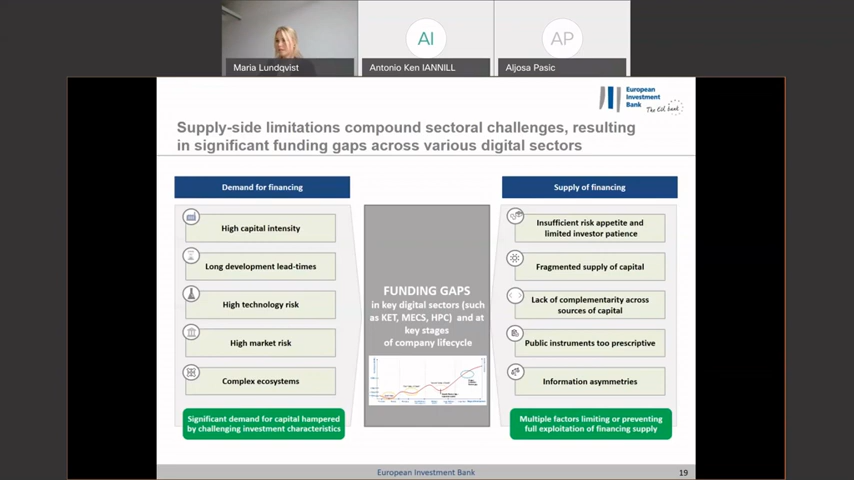 AI
AP
Maria Lundqvist
Antonio Ken IANNILL
Aljosa Pasic
European
Investment
Bank
The EU bank
Supply-side limitations compound sectoral challenges, resulting
in significant funding gaps across various digital sectors
Demand for financing
High capital intensity
Long development lead-times
High technology risk
High market risk
Complex ecosystems
Significant demand for capital hampered
by challenging investment characteristics
FUNDING GAPS
in key digital sectors (such
as KET, MECS, HPC) and at
key stages
of company lifecycle
Supply of financing
Insufficient risk appetite and
limited investor patience
Fragmented supply of capital
Lack of complementarity across
sources of capital
Public instruments too prescriptive
Information asymmetries
Multiple factors limiting or preventing
full exploitation of financing supply
European Investment Bank
19